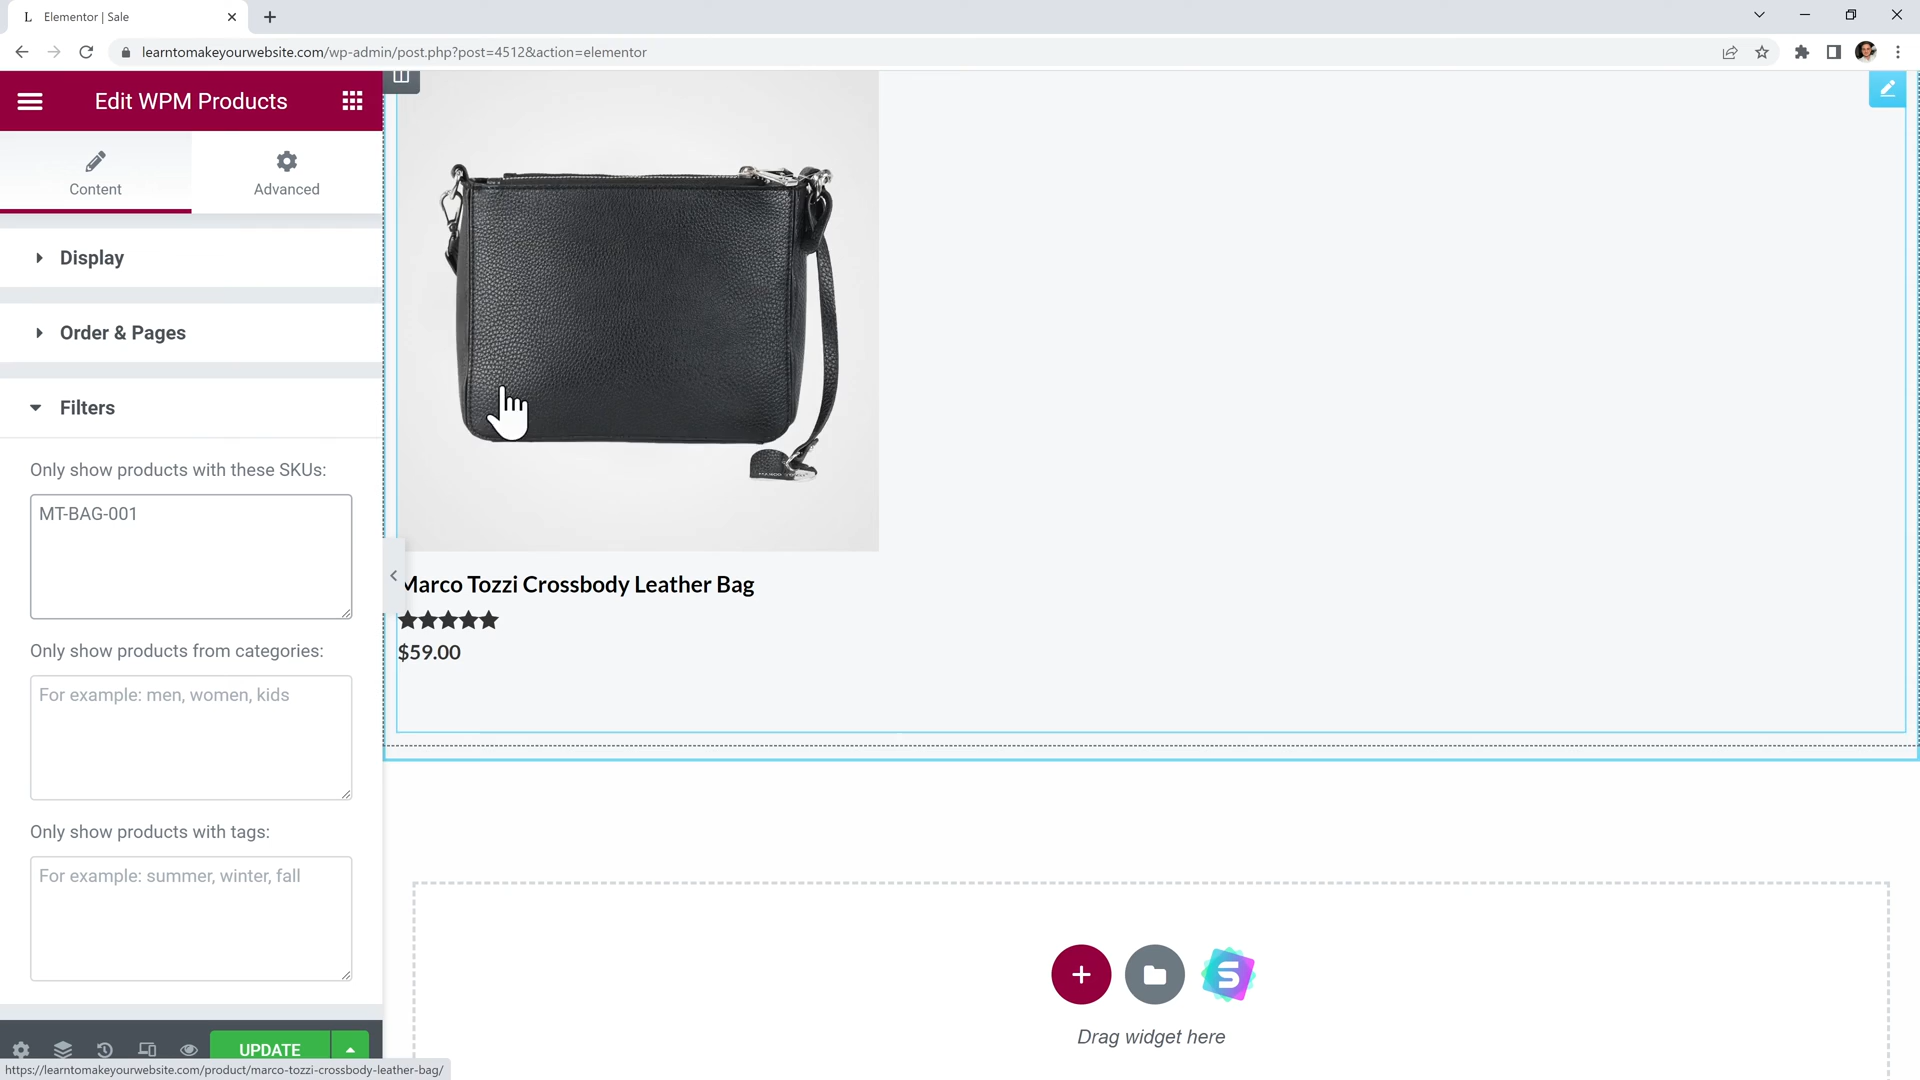 L Elementor | Sale
learntomakeyourwebsite.com/wp-admin/post.php?post=4512&action=elementor
Edit WPM Products
Content
Advanced
Display
Order & Pages
Filters
Only show products with these SKUs:
MT-BAG-001
Only show products from categories:
For example: men, women, kids
Only show products with tags:
For example: summer, winter, fall
UPDATE
https://learntomakeyourwebsite.com/product/marco-tozzi-crossbody-leather-bag/
Marco Tozzi Crossbody Leather Bag
$59.00
S
Drag widget here